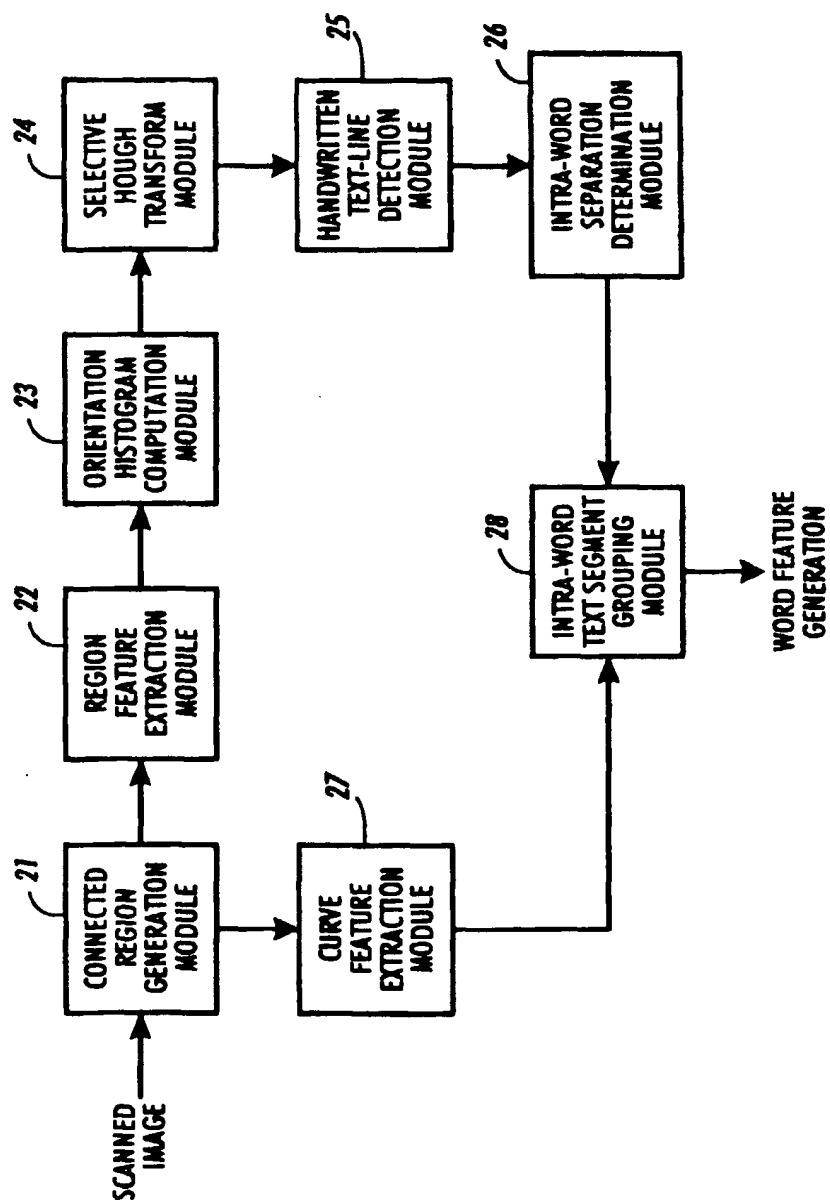 SCANNED
IMAGE
21
CONNECTED
REGION
GENERATION
MODULE
22
REGION
FEATURE
EXTRACTION
MODULE
23
ORIENTATION
HISTOGRAM
COMPUTATION
MODULE
24
SELECTIVE
HOUGH
TRANSFORM
MODULE
27
CURVE
FEATURE
EXTRACTION
MODULE
25
HANDWRITTEN
TEXT-LINE
DETECTION
MODULE
28
INTRA-WORD
TEXT SEGMENT
GROUPING
MODULE
26
INTRA-WORD
SEPARATION
DETERMINATION
MODULE
WORD FEATURE
GENERATION